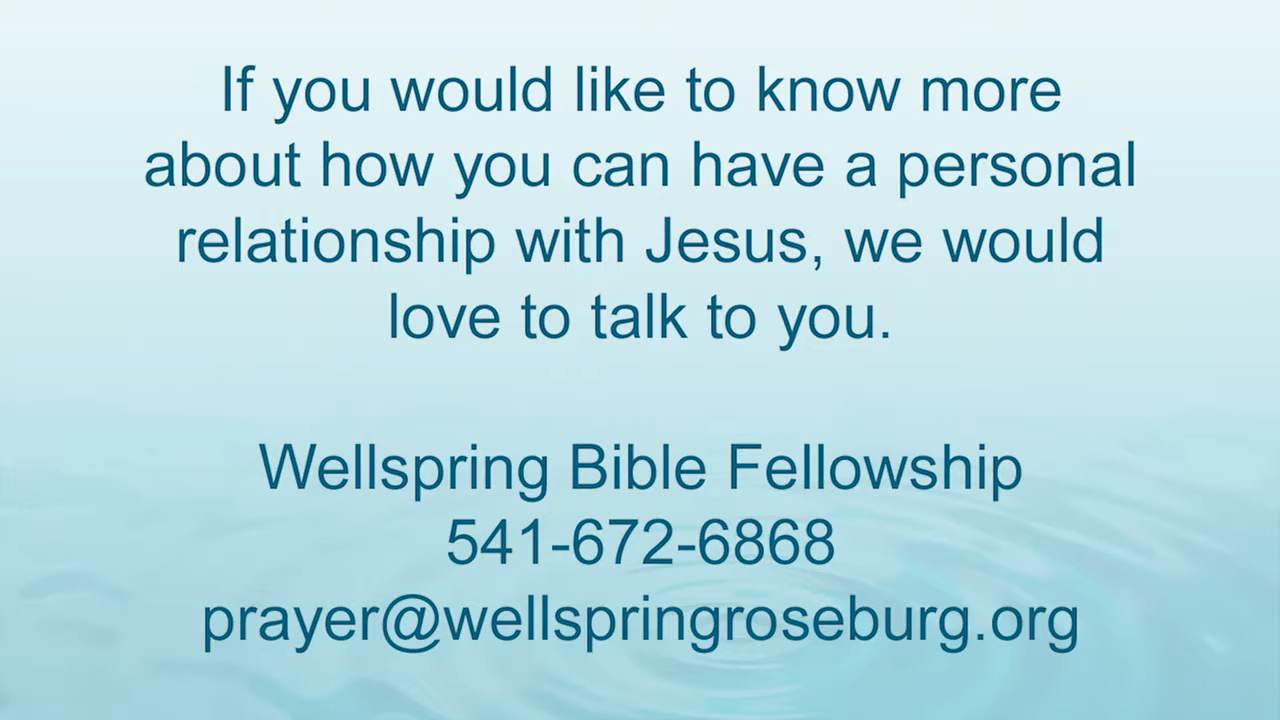 If you would like to know more
about how you can have a personal
relationship with Jesus, we would
love to talk to you.
Wellspring Bible Fellowship
541-672-6868
prayer@wellspringroseburg.org